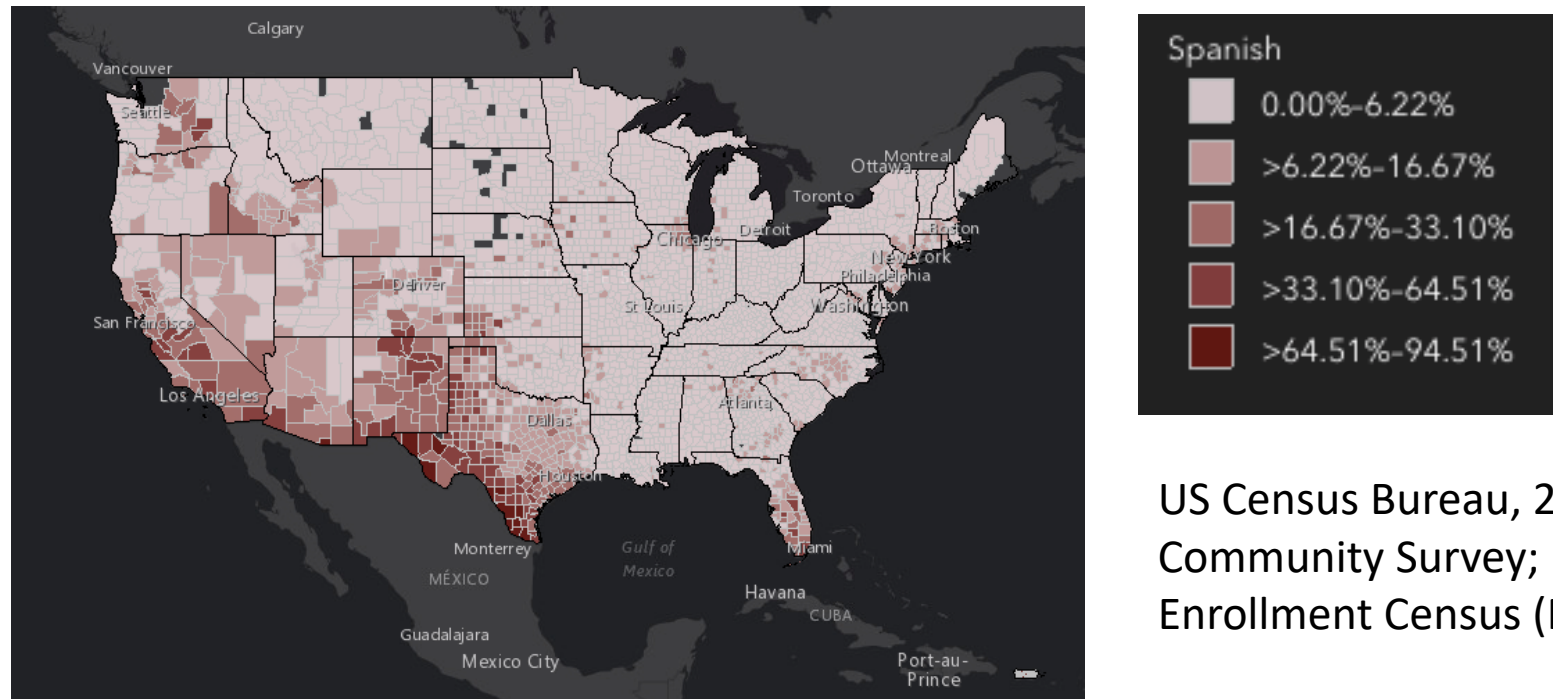 Calgary
Vancouver
Seattle
Ottawa
Montreal
Toronto
Boston
Chicago
Detroit
New York
Philadelphia
Denver
St Louis
Washington
San Francisco
Los Angeles
Atlanta
Dallas
Houston
Monterrey
Gulf of
Mexico
Miami
MÉXICO
Havana
CUBA
Guadalajara
Mexico City
Port-au-
Prince
Spanish
0.00%-6.22%
>6.22%-16.67%
>16.67%-33.10%
>33.10%-64.51%
>64.51%-94.51%
US Census Bureau, 2
Community Survey;
Enrollment Census (